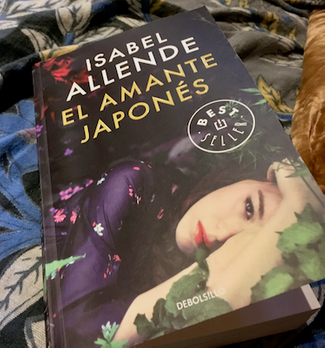 ISABEL
ALLENDE
EL AMANTE
JAPONÉS
BEST
SELLER
DEBOLSILLO